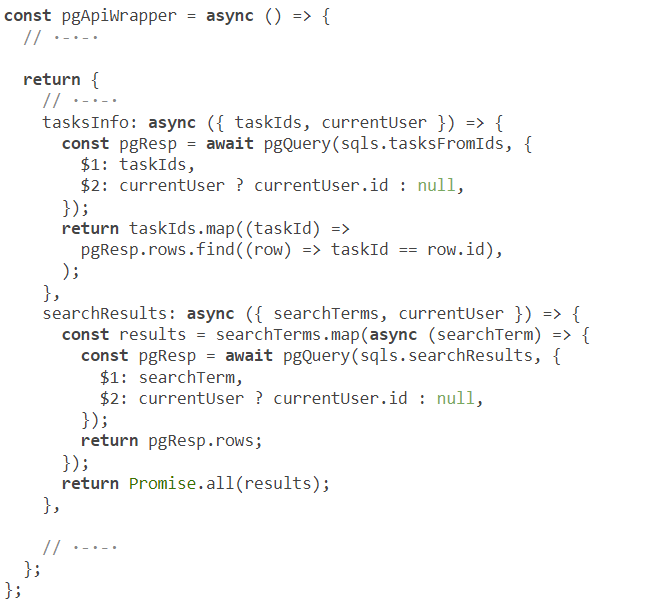 const pgApiWrapper = async () => {
  // ·-·-·

  return {
    // ·-·-·
    tasksInfo: async ({ taskIds, currentUser }) => {
      const pgResp = await pgQuery(sqls.tasksFromIds, {
        $1: taskIds,
        $2: currentUser ? currentUser.id : null,
      });
      return taskIds.map((taskId) =>
        pgResp.rows.find((row) => taskId == row.id),
      );
    },
    searchResults: async ({ searchTerms, currentUser }) => {
      const results = searchTerms.map(async (searchTerm) => {
        const pgResp = await pgQuery(sqls.searchResults, {
          $1: searchTerm,
          $2: currentUser ? currentUser.id : null,
        });
        return pgResp.rows;
      });
      return Promise.all(results);
    },

    // ·-·-·
  };
};